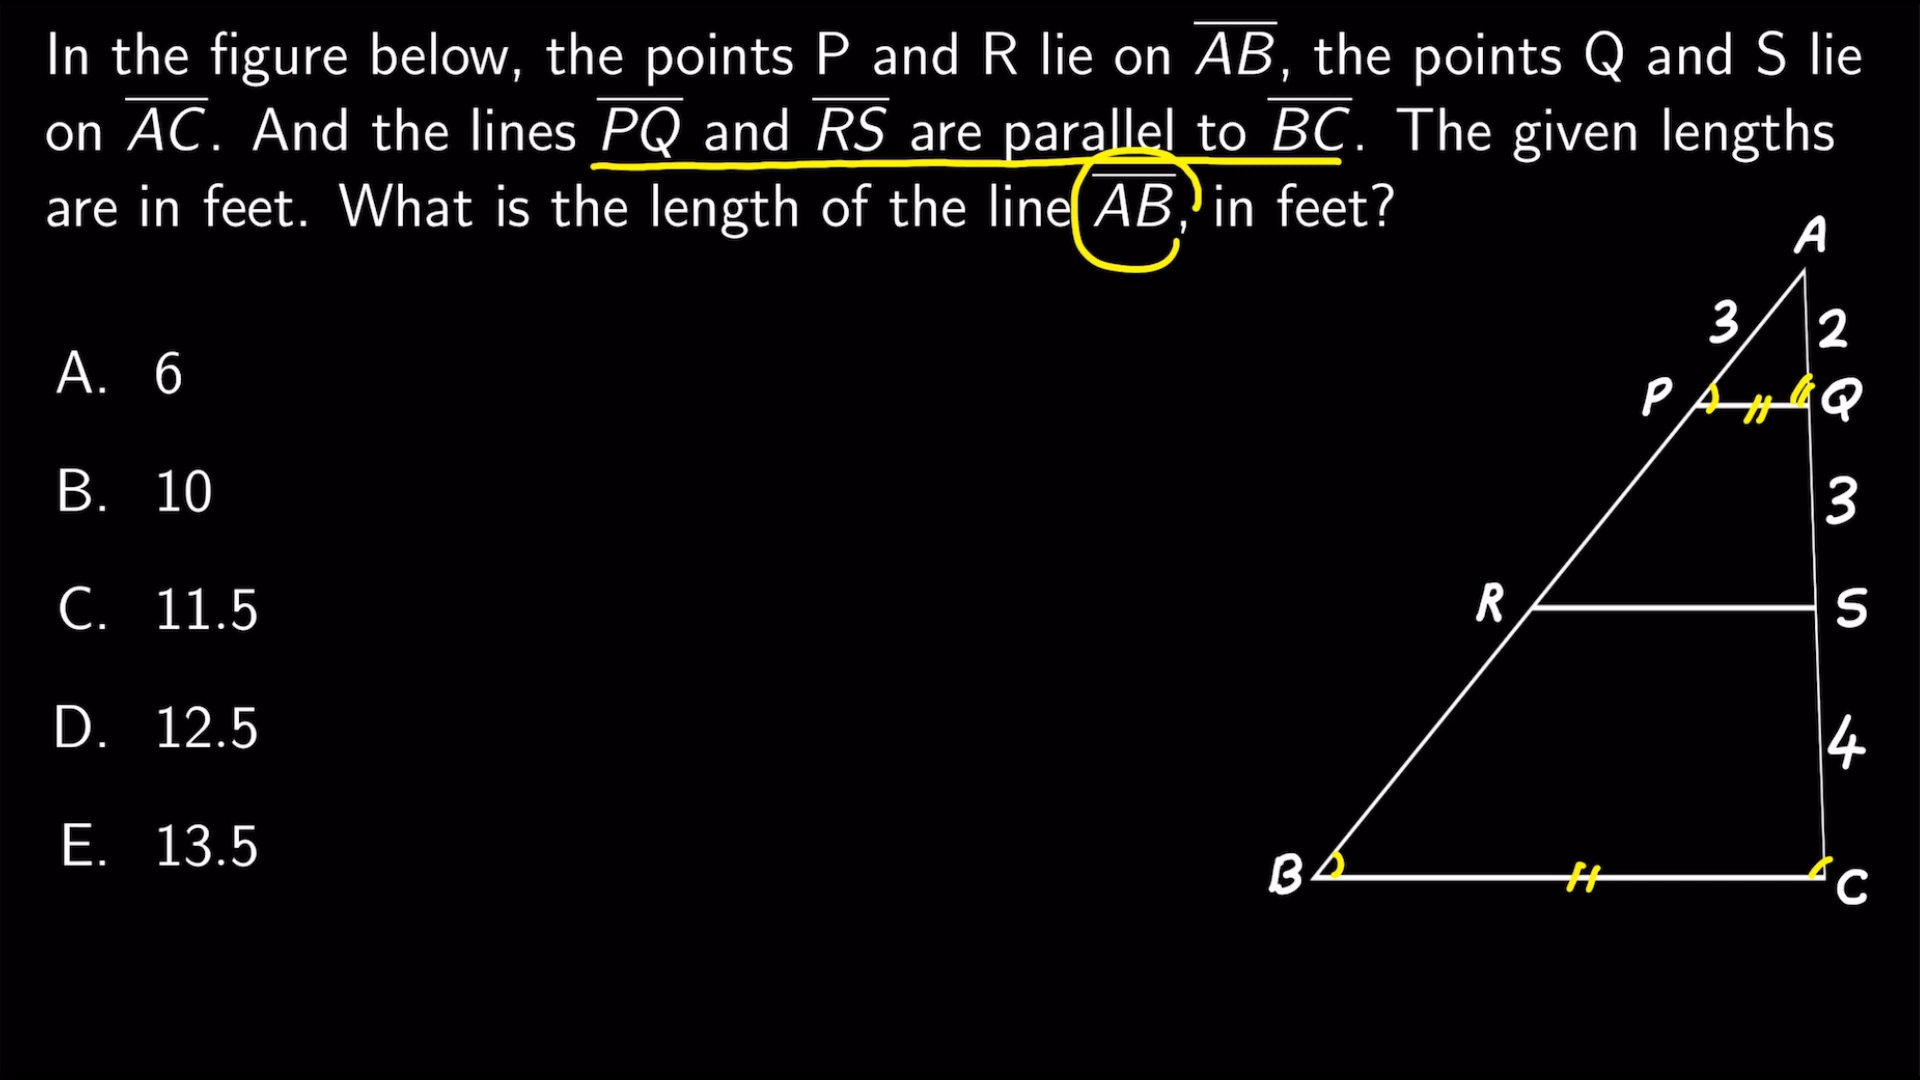 In the figure below, the points P and R lie on AB, the points Q and S lie
on AC. And the lines PQ and RS are parallel to BC. The given lengths
are in feet. What is the length of the line AB, in feet?
A. 6
B. 10
C. 11.5
D. 12.5
E. 13.5
A
3 2
P Q
3
R S
4
B C